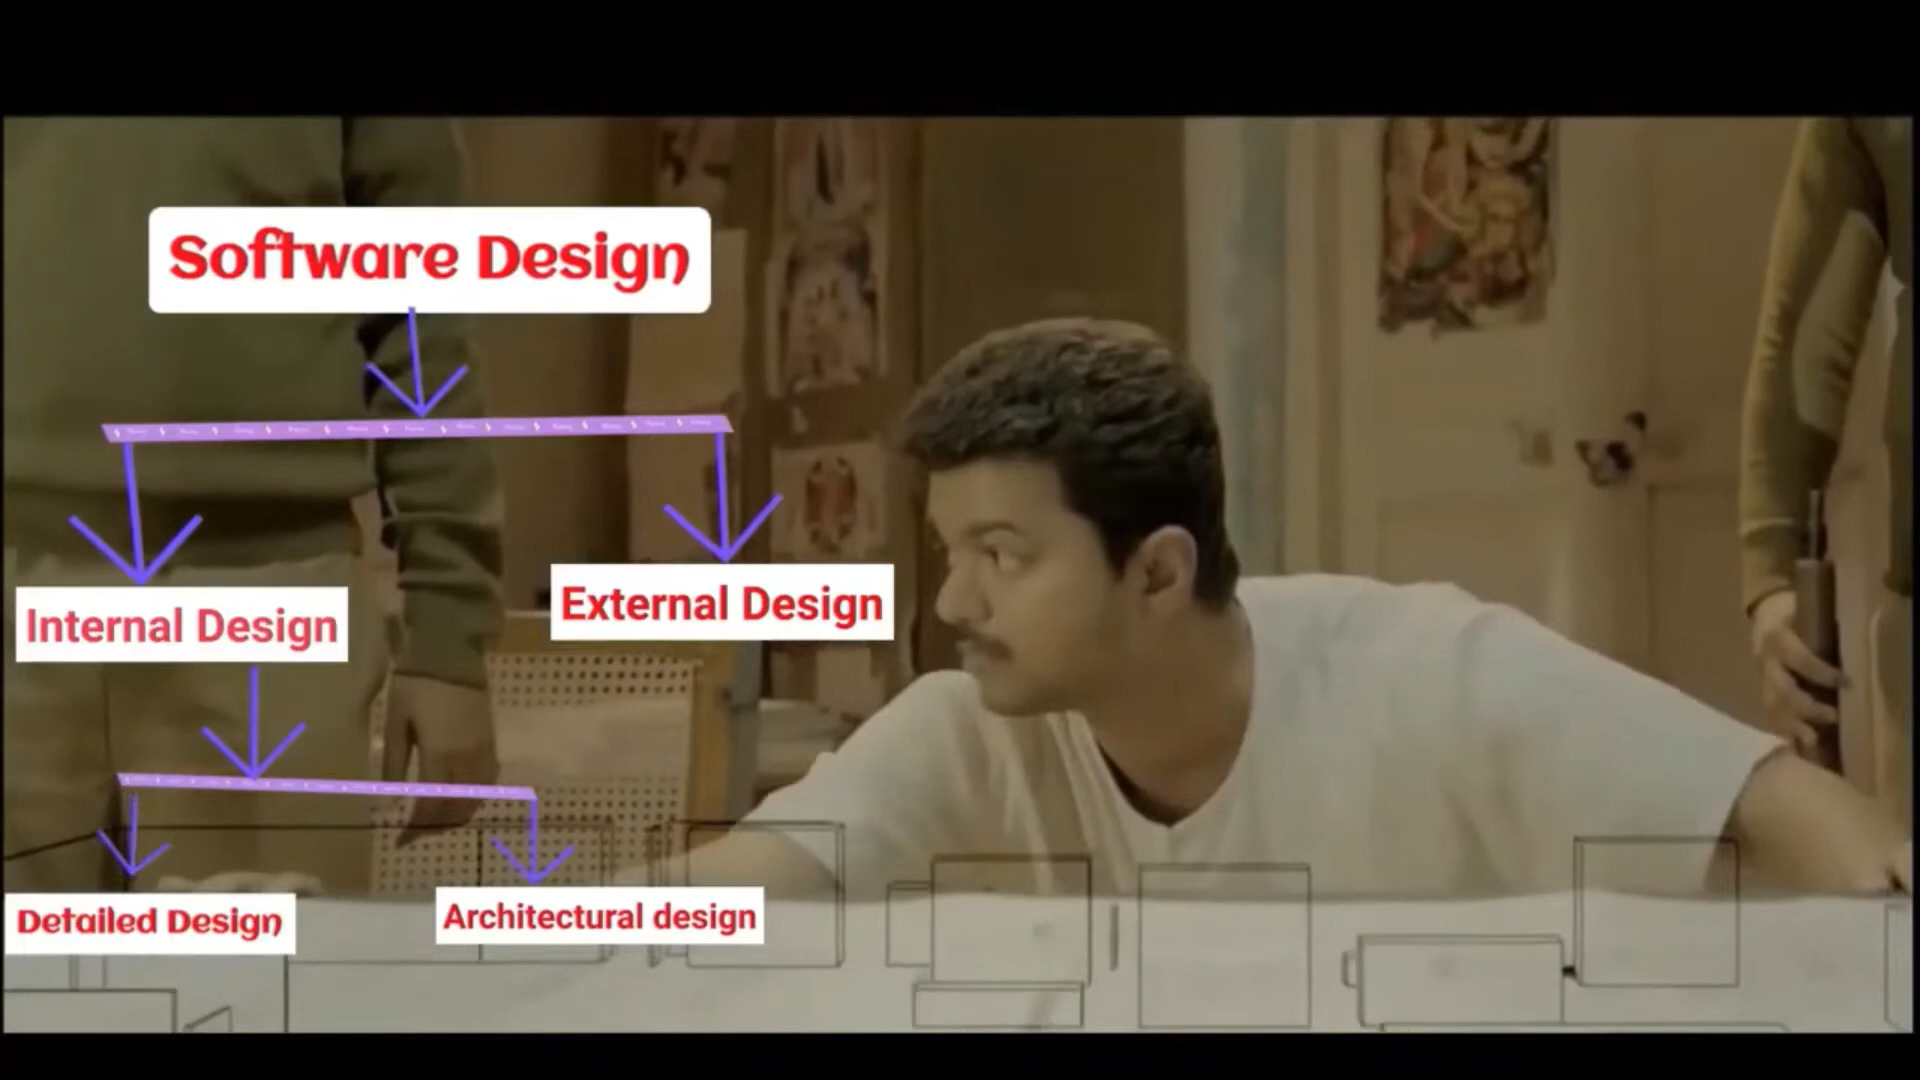 Software Design
Internal Design
External Design
Detailed Design
Architectural design